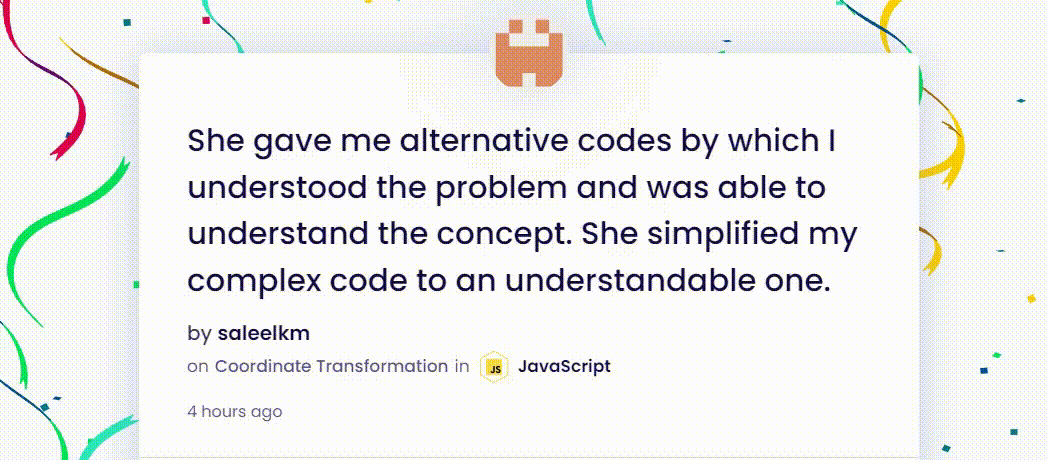 She gave me alternative codes by which I
understood the problem and was able to
understand the concept. She simplified my
complex code to an understandable one.
by saleelkm
on Coordinate Transformation in JS JavaScript
4 hours ago